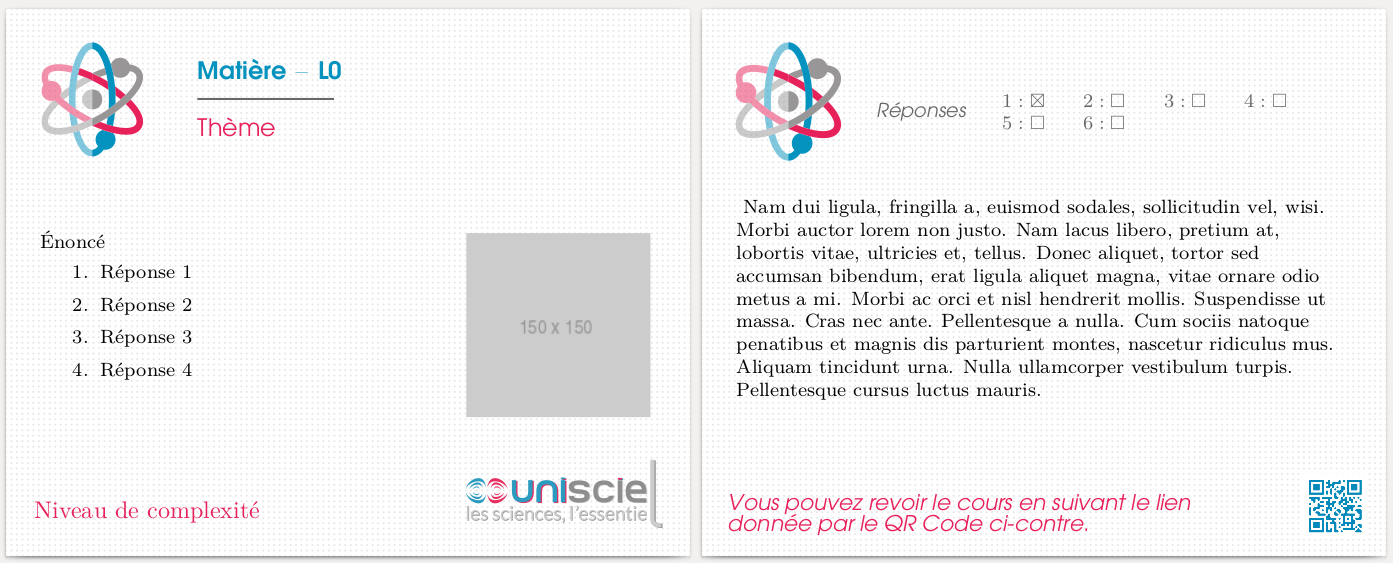 Matière – L0
Thème
Énoncé
1. Réponse 1
2. Réponse 2
3. Réponse 3
4. Réponse 4
150 x 150
Niveau de complexité
uniscie
les sciences, l'essentie
Réponses
1 : ☒ 2 : ☐ 3 : ☐ 4 : ☐
5 : ☐ 6 : ☐
Nam dui ligula, fringilla a, euismod sodales, sollicitudin vel, wisi.
Morbi auctor lorem non justo. Nam lacus libero, pretium at,
lobortis vitae, ultricies et, tellus. Donec aliquet, tortor sed
accumsan bibendum, erat ligula aliquet magna, vitae ornare odio
metus a mi. Morbi ac orci et nisl hendrerit mollis. Suspendisse ut
massa. Cras nec ante. Pellentesque a nulla. Cum sociis natoque
penatibus et magnis dis parturient montes, nascetur ridiculus mus.
Aliquam tincidunt urna. Nulla ullamcorper vestibulum turpis.
Pellentesque cursus luctus mauris.
Vous pouvez revoir le cours en suivant le lien
donnée par le QR Code ci-contre.